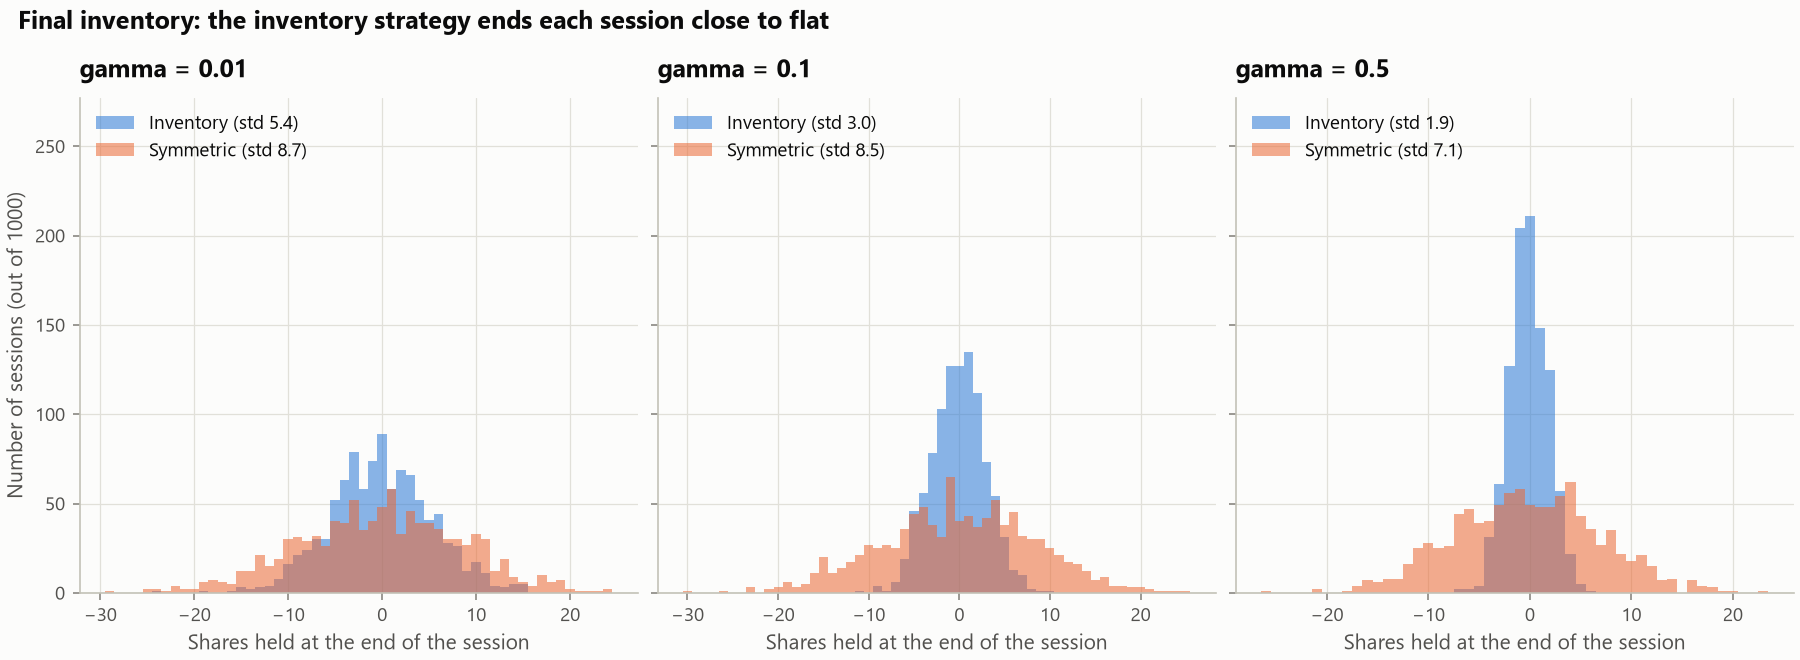 Final inventory: the inventory strategy ends each session close to flat
gamma = 0.01
Inventory (std 5.4)
Symmetric (std 8.7)
Number of sessions (out of 1000)
250
200
150
100
50
0
−30 −20 −10 0 10 20
Shares held at the end of the session
gamma = 0.1
Inventory (std 3.0)
Symmetric (std 8.5)
−30 −20 −10 0 10 20
Shares held at the end of the session
gamma = 0.5
Inventory (std 1.9)
Symmetric (std 7.1)
−20 −10 0 10 20
Shares held at the end of the session